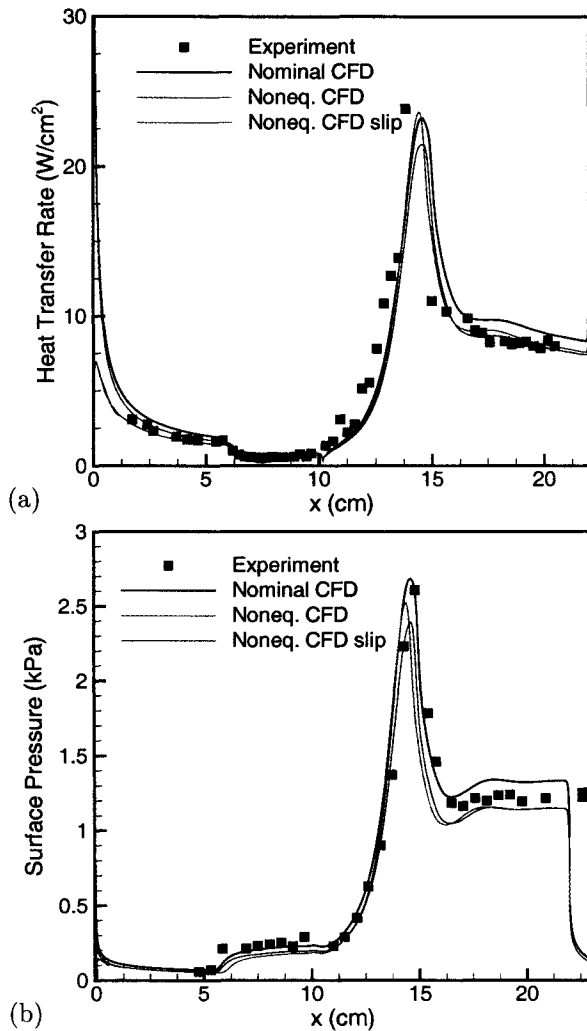 30
Experiment
Nominal CFD
Noneq. CFD
Noneq. CFD slip
20
10
0
Heat Transfer Rate (W/cm²)
0 5 10 15 20
x (cm)
(a)
3
Experiment
Nominal CFD
Noneq. CFD
Noneq. CFD slip
2.5
2
1.5
1
0.5
0
Surface Pressure (kPa)
0 5 10 15 20
x (cm)
(b)